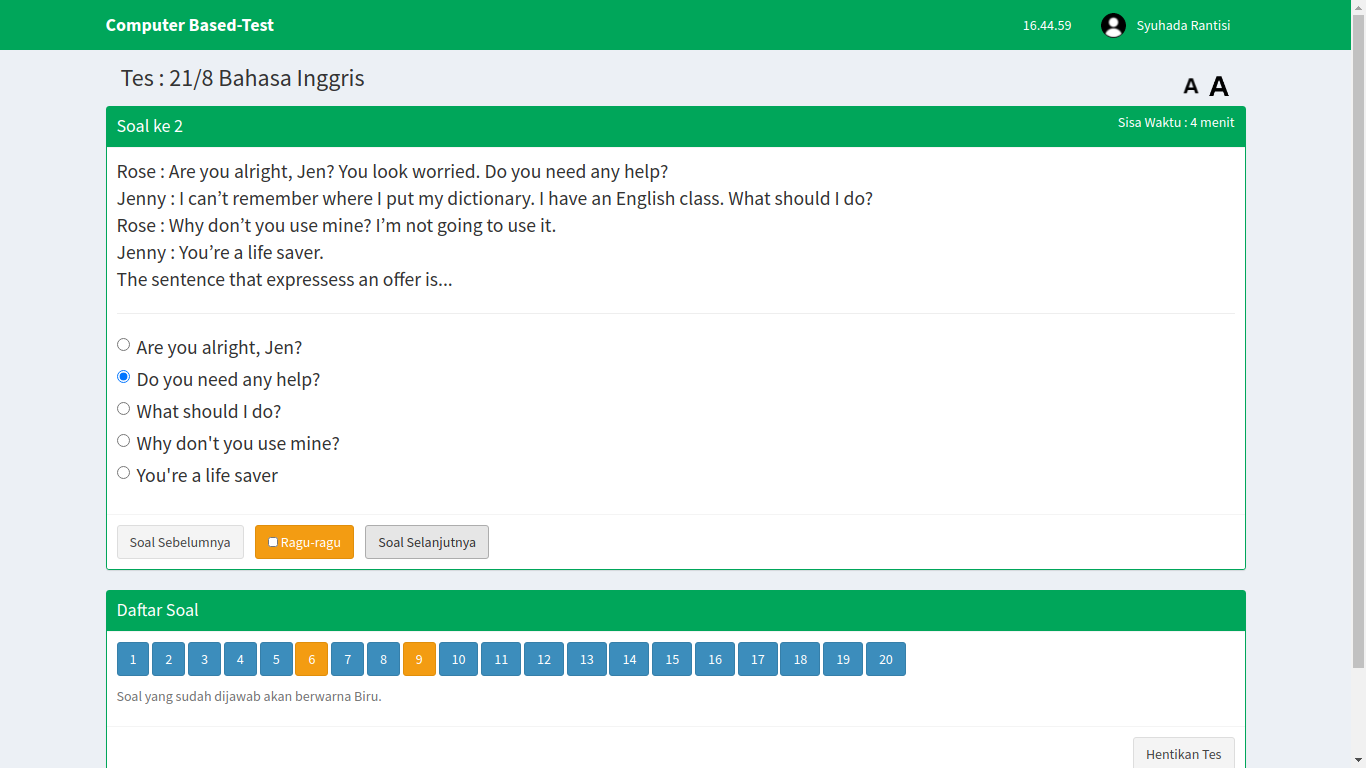 Computer Based-Test
16.44.59
Syuhada Rantisi
Tes : 21/8 Bahasa Inggris
A A
Soal ke 2
Sisa Waktu : 4 menit
Rose : Are you alright, Jen? You look worried. Do you need any help?
Jenny : I can’t remember where I put my dictionary. I have an English class. What should I do?
Rose : Why don’t you use mine? I’m not going to use it.
Jenny : You’re a life saver.
The sentence that expressess an offer is...
Are you alright, Jen?
Do you need any help?
What should I do?
Why don't you use mine?
You're a life saver
Soal Sebelumnya
Ragu-ragu
Soal Selanjutnya
Daftar Soal
1 2 3 4 5 6 7 8 9 10 11 12 13 14 15 16 17 18 19 20
Soal yang sudah dijawab akan berwarna Biru.
Hentikan Tes